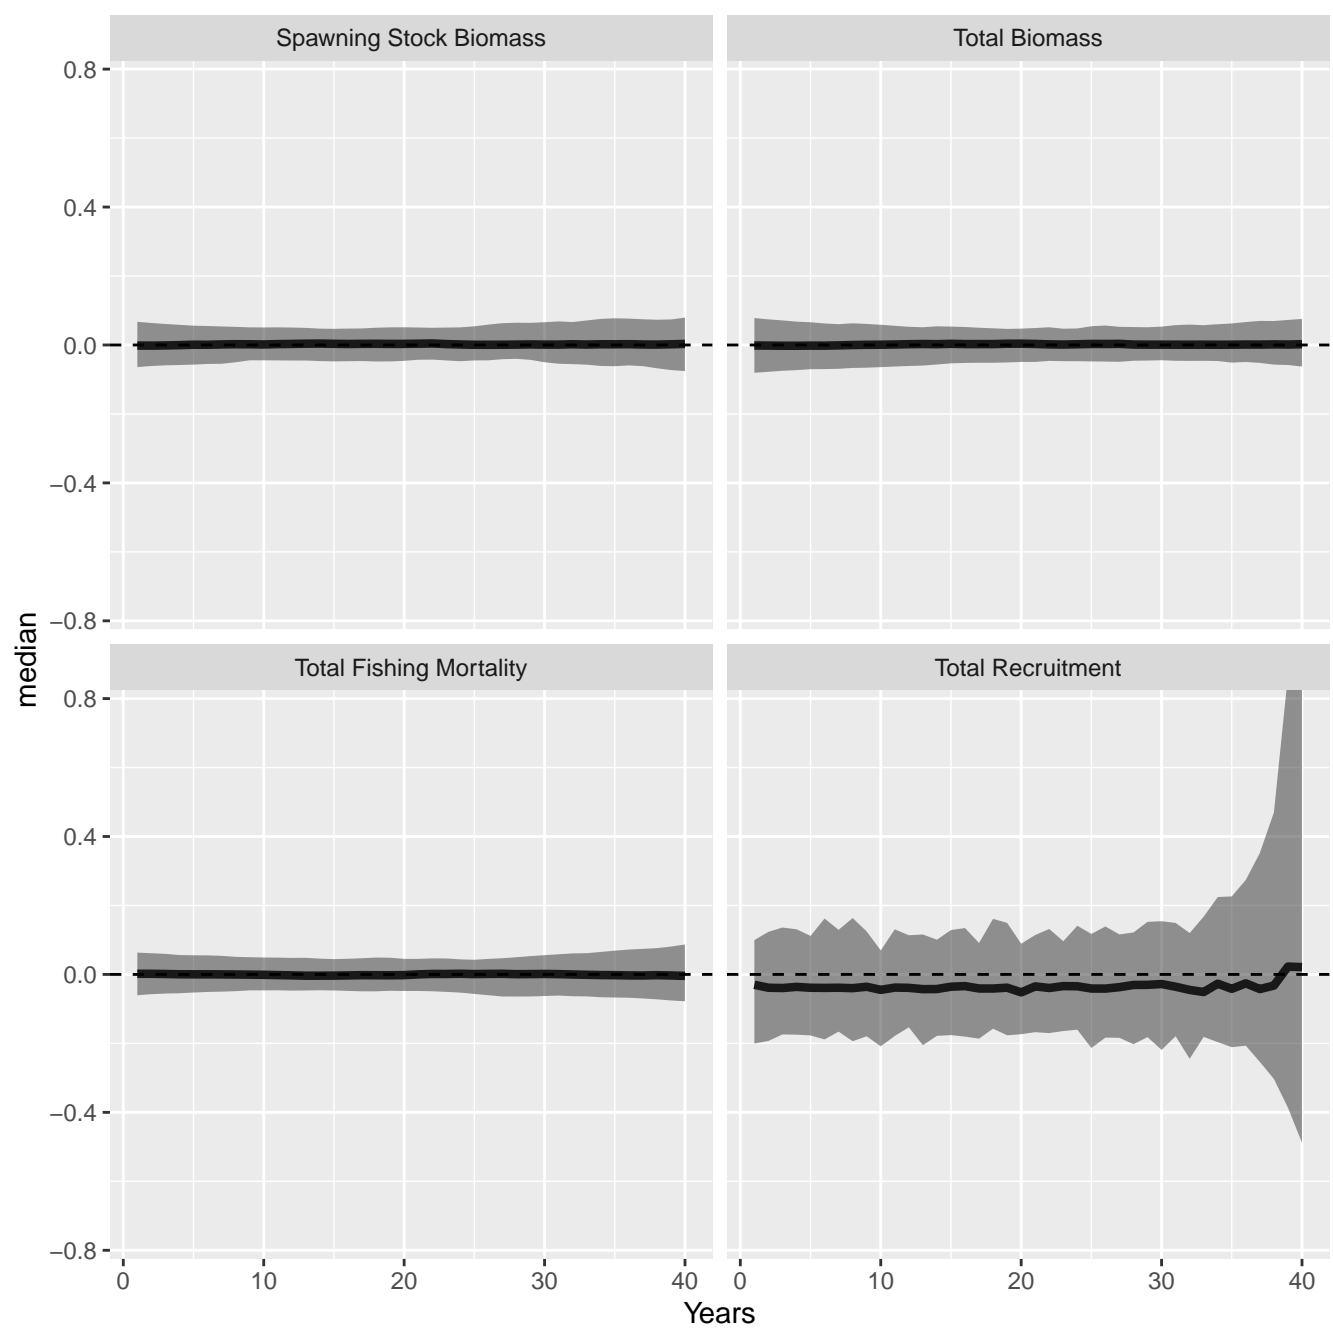 Spawning Stock Biomass
Total Biomass
0.8
0.4
0.0
−0.4
−0.8
median
Total Fishing Mortality
Total Recruitment
0.8
0.4
0.0
−0.4
−0.8
0 10 20 30 40
0 10 20 30 40
Years